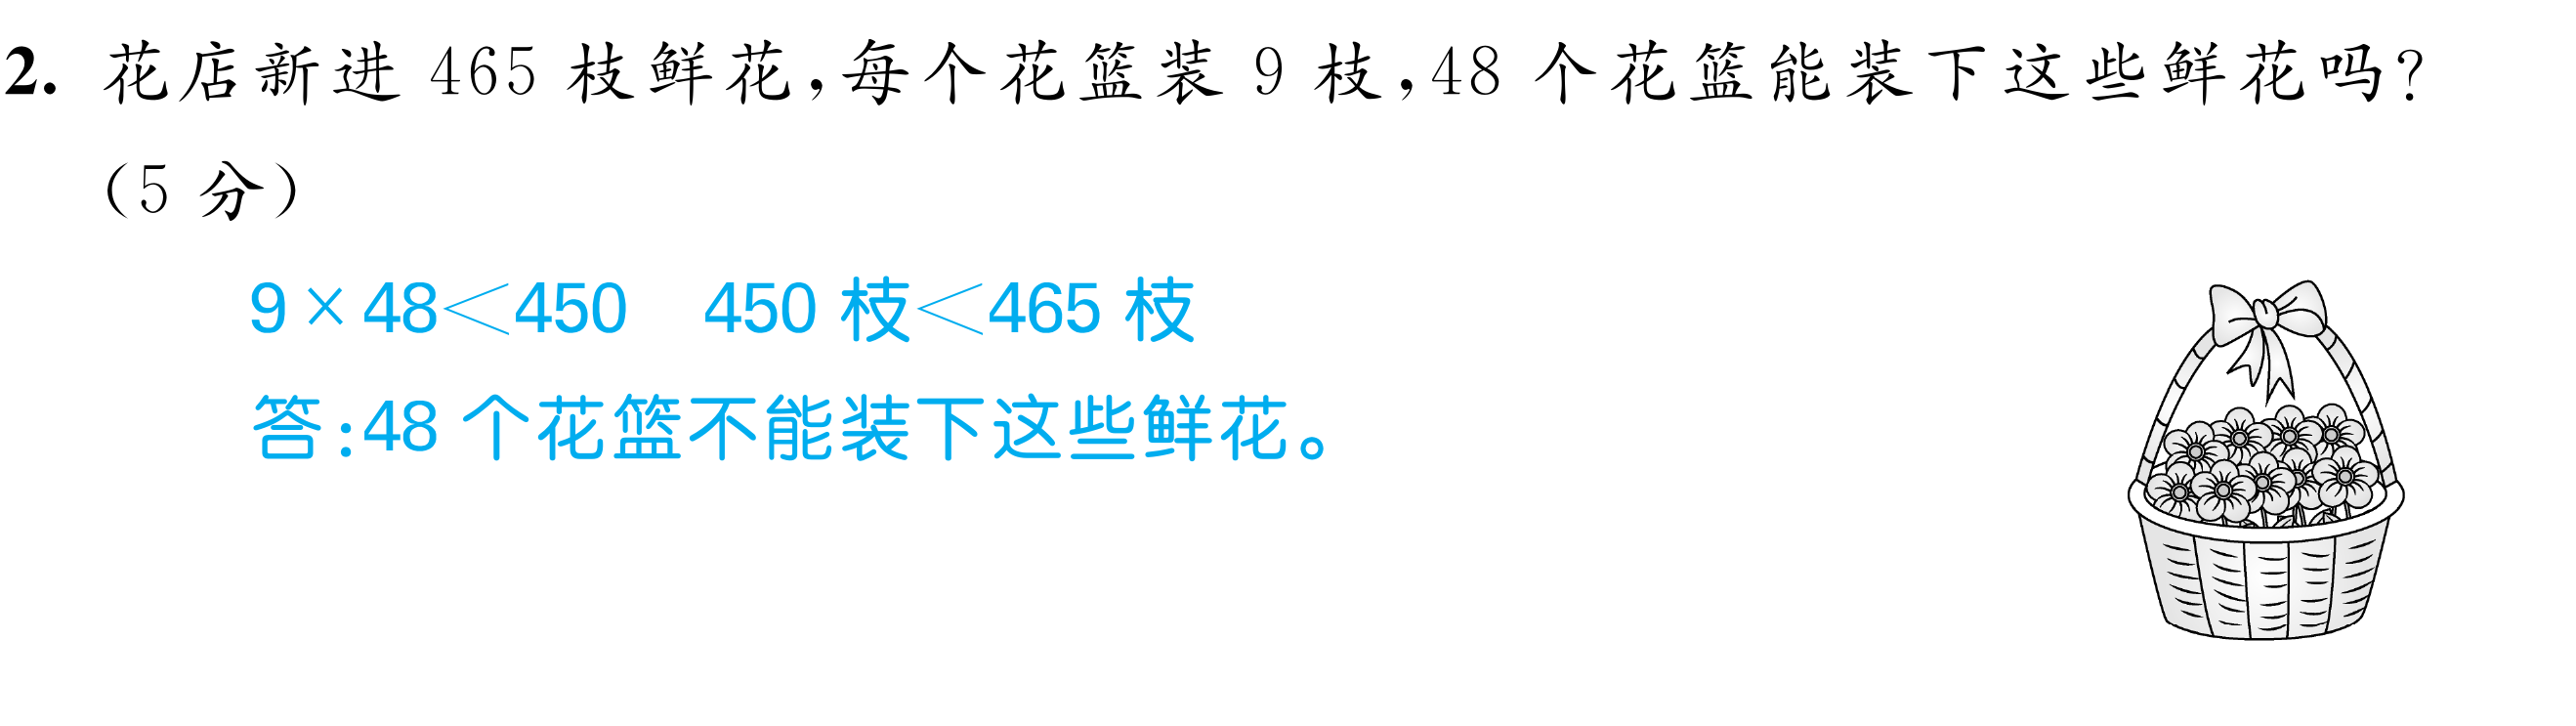 2. 花店新进 465 枝鲜花,每个花篮装 9 枝,48 个花篮能装下这些鲜花吗?
(5 分)
9×48<450 450 枝<465 枝
答:48 个花篮不能装下这些鲜花。